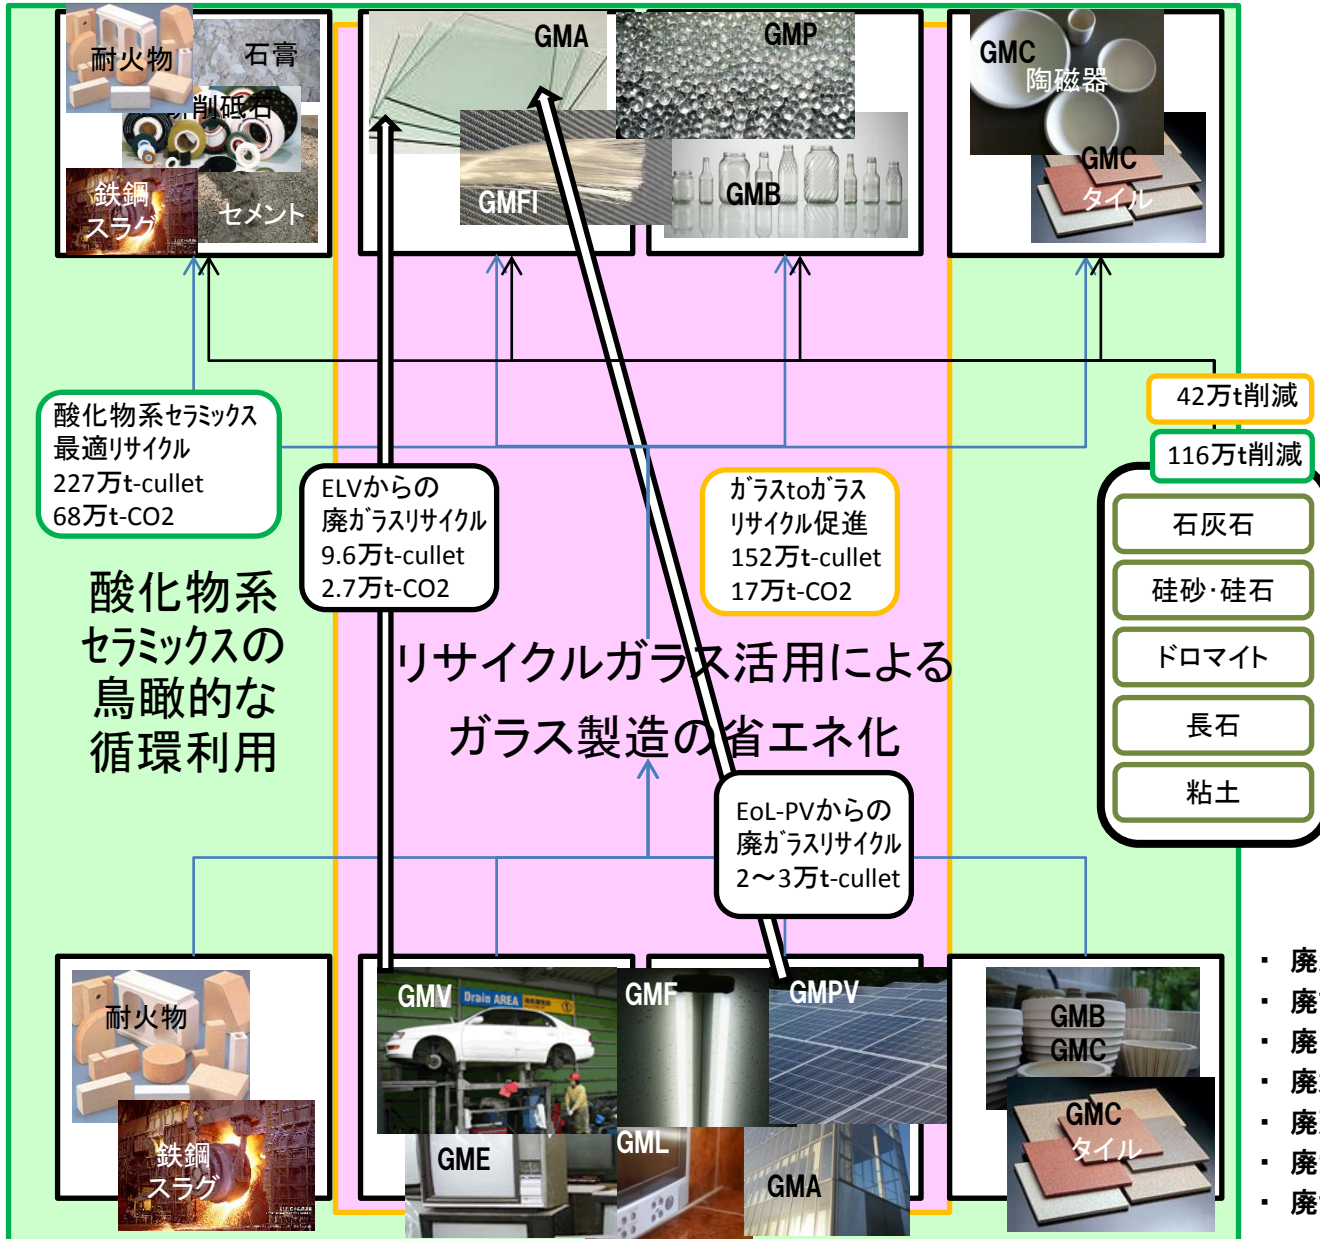 耐火物
石膏
削砥石
鉄鋼
スラグ
セメント
GMA
GMP
GMFI
GMB
GMC
陶磁器
GMC
タイル
42万t削減
116万t削減
石灰石
硅砂･硅石
ドロマイト
長石
粘土
酸化物系セラミックス
最適リサイクル
227万t-cullet
68万t-CO2
ELVからの
廃ガラスリサイクル
9.6万t-cullet
2.7万t-CO2
ガラスtoガラス
リサイクル促進
152万t-cullet
17万t-CO2
酸化物系
セラミックスの
鳥瞰的な
循環利用
リサイクルガラス活用による
ガラス製造の省エネ化
EoL-PVからの
廃ガラスリサイクル
2～3万t-cullet
耐火物
鉄鋼
スラグ
GMV
Drain AREA
GMF
GMPV
GME
GML
GMA
GMB
GMC
GMC
タイル
・ 廃
・ 廃
・ 廃
・ 廃
・ 廃
・ 廃
・ 廃